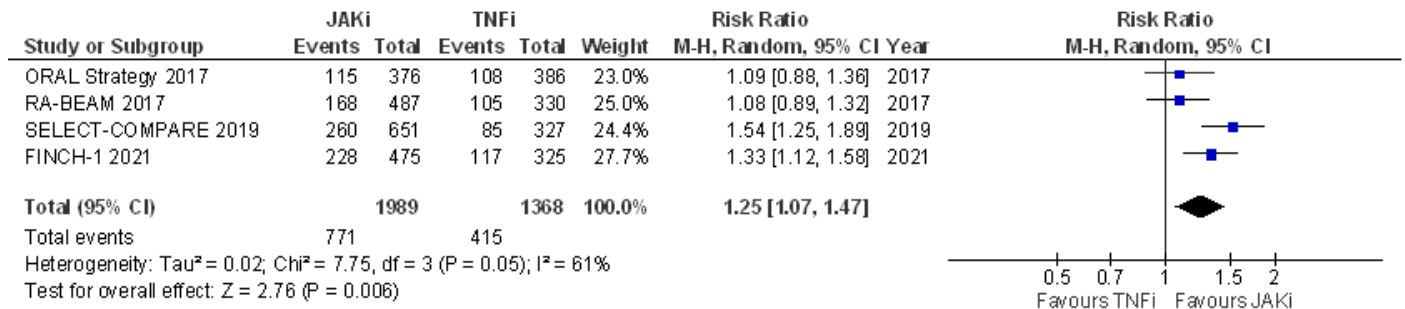 JAKi TNFi Risk Ratio Risk Ratio
Study or Subgroup Events Total Events Total Weight M-H, Random, 95% CI Year M-H, Random, 95% CI
ORAL Strategy 2017 115 376 108 386 23.0% 1.09 [0.88, 1.36] 2017
RA-BEAM 2017 168 487 105 330 25.0% 1.08 [0.89, 1.32] 2017
SELECT-COMPARE 2019 260 651 85 327 24.4% 1.54 [1.25, 1.89] 2019
FINCH-1 2021 228 475 117 325 27.7% 1.33 [1.12, 1.58] 2021
Total (95% CI) 1989 1368 100.0% 1.25 [1.07, 1.47]
Total events 771 415
Heterogeneity: Tau² = 0.02; Chi² = 7.75, df = 3 (P = 0.05); I² = 61%
Test for overall effect: Z = 2.76 (P = 0.006)
0.5 0.7 1 1.5 2
Favours TNFi Favours JAKi